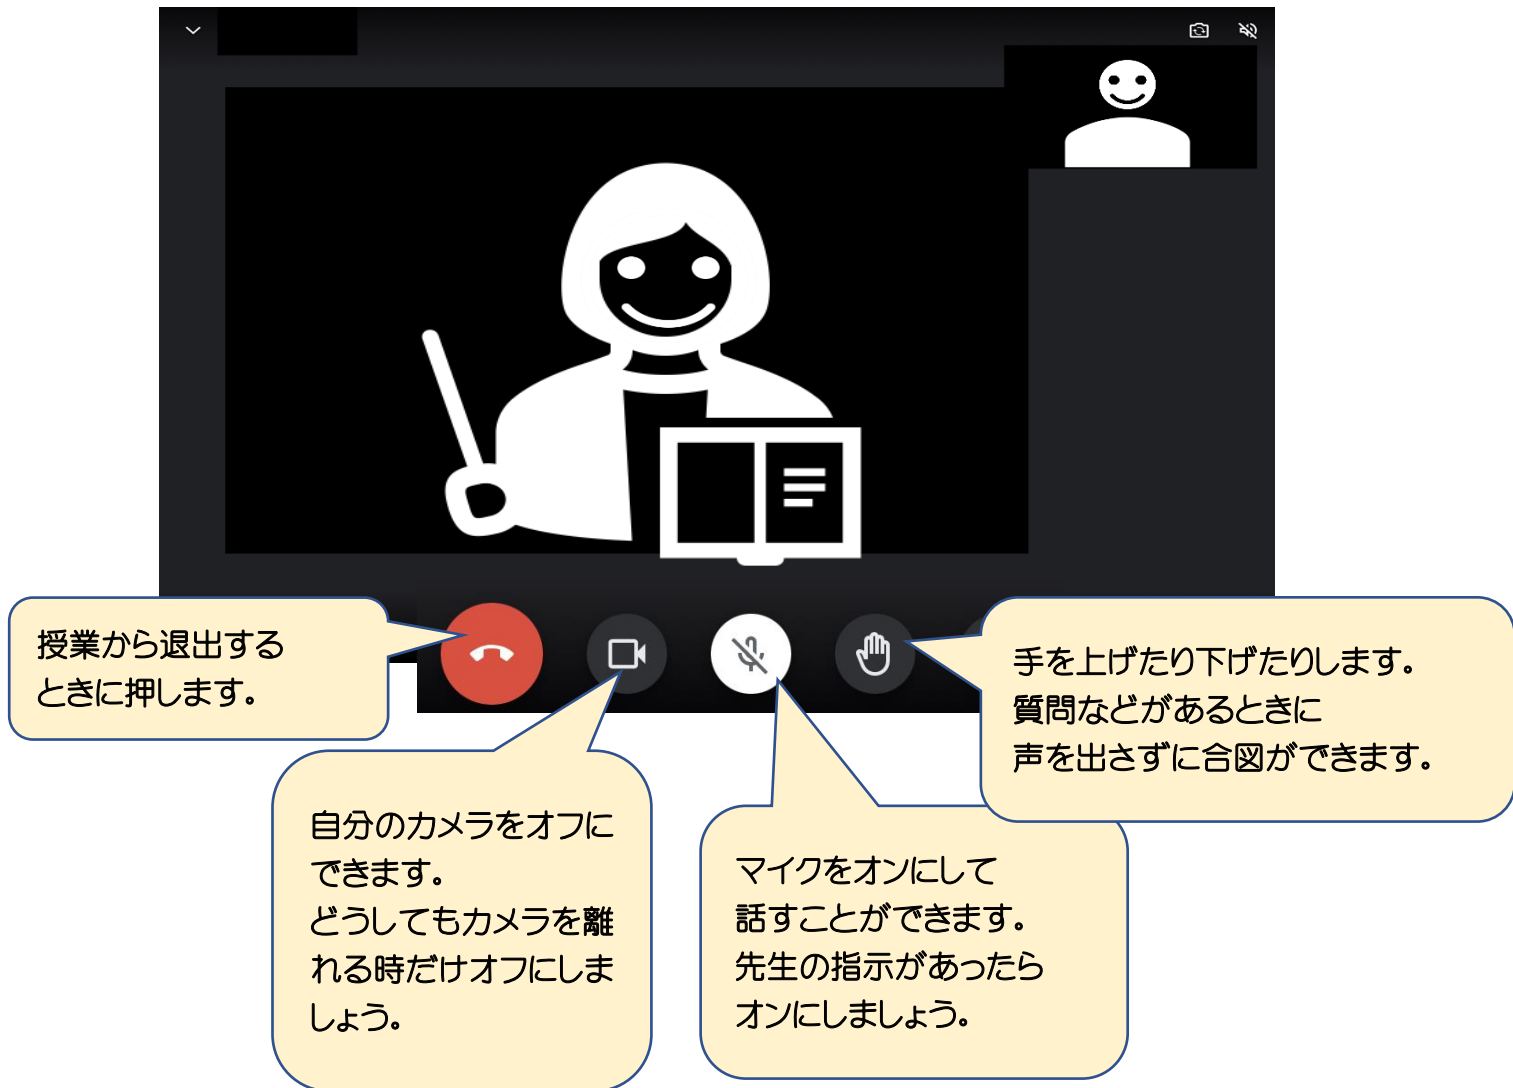 授業から退出する
ときに押します。
手を上げたり下げたりします。
質問などがあるときに
声を出さずに合図ができます。
自分のカメラをオフに
できます。
どうしてもカメラを離
れる時だけオフにしま
しょう。
マイクをオンにして
話すことができます。
先生の指示があったら
オンにしましょう。